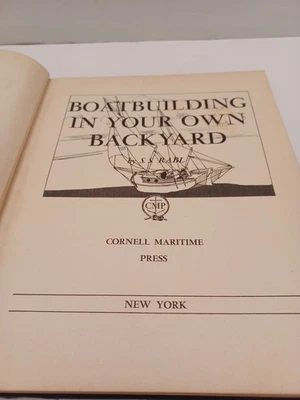 BOATBUILDING
IN YOUR OWN
BACKYARD
by S.S. RABL
CMP
CORNELL MARITIME
PRESS
NEW YORK